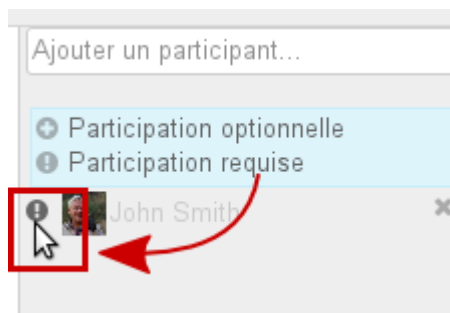 Ajouter un participant...
Participation optionnelle
Participation requise
John Smith